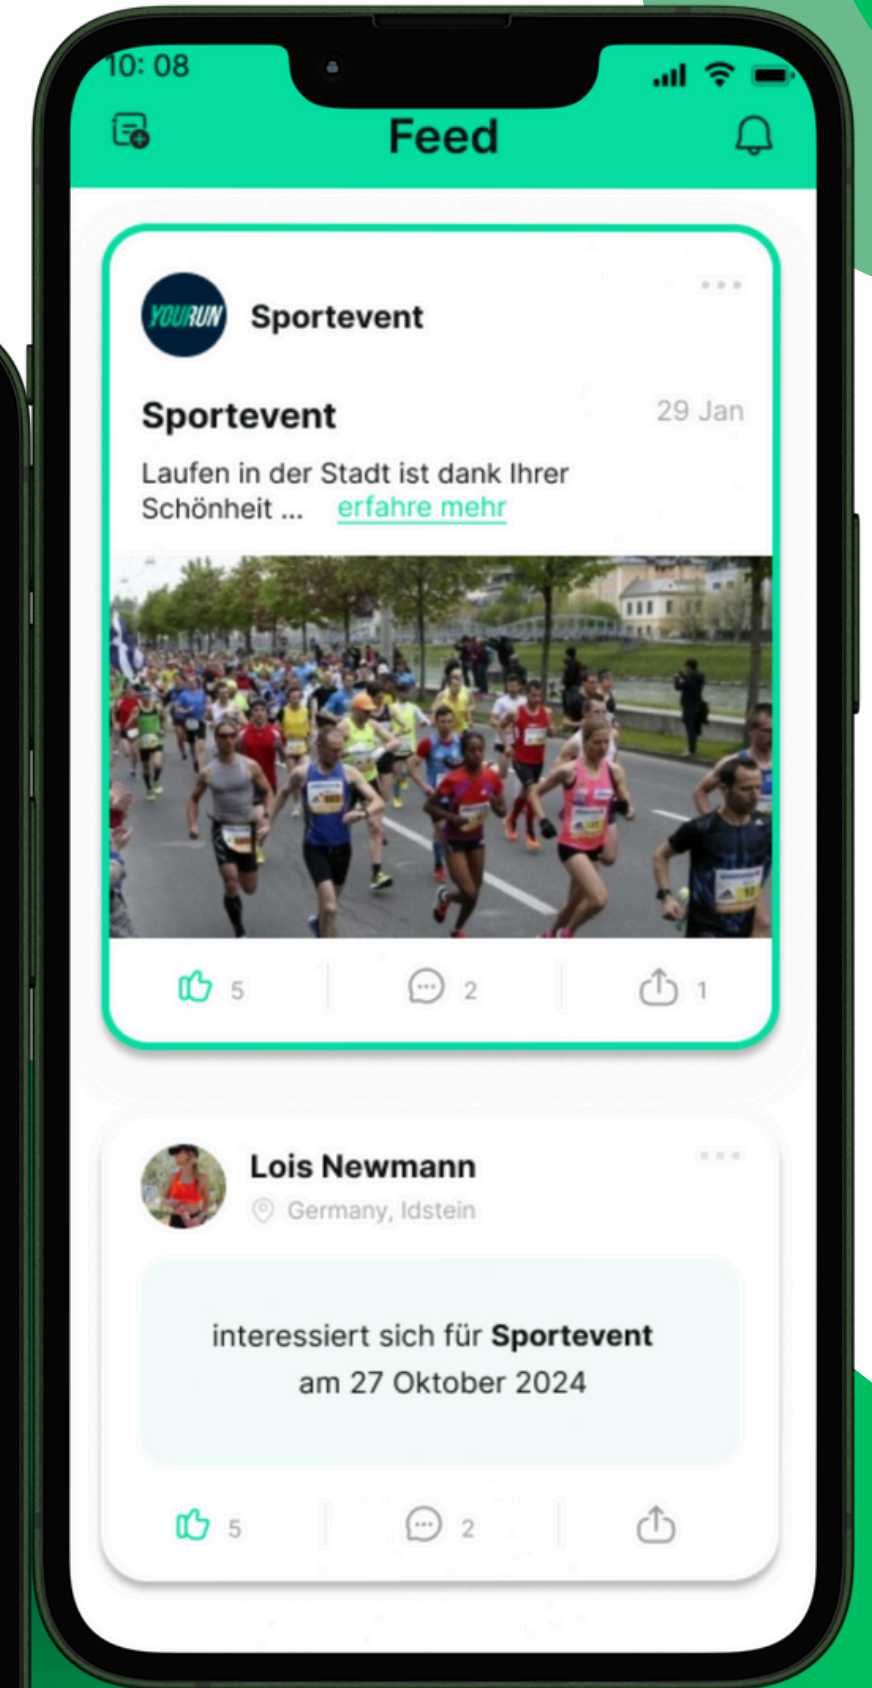 10: 08
Feed
YOURUN
Sportevent
Sportevent
29 Jan
Laufen in der Stadt ist dank Ihrer
Schönheit ... erfahre mehr
5
2
1
Lois Newmann
Germany, Idstein
interessiert sich für Sportevent
am 27 Oktober 2024
5
2